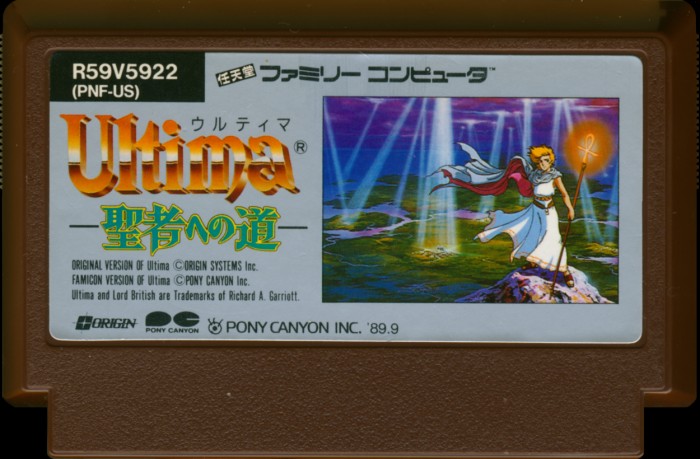 R59V5922
(PNF-US)
任天堂 ファミリー コンピュータ™
ウルティマ
Ultima®
聖者への道
ORIGINAL VERSION OF Ultima ©ORIGIN SYSTEMS Inc.
FAMICON VERSION OF Ultima ©PONY CANYON Inc.
Ultima and Lord British are Trademarks of Richard A. Garriott.
ORIGIN
PONY CANYON
PONY CANYON INC. '89.9